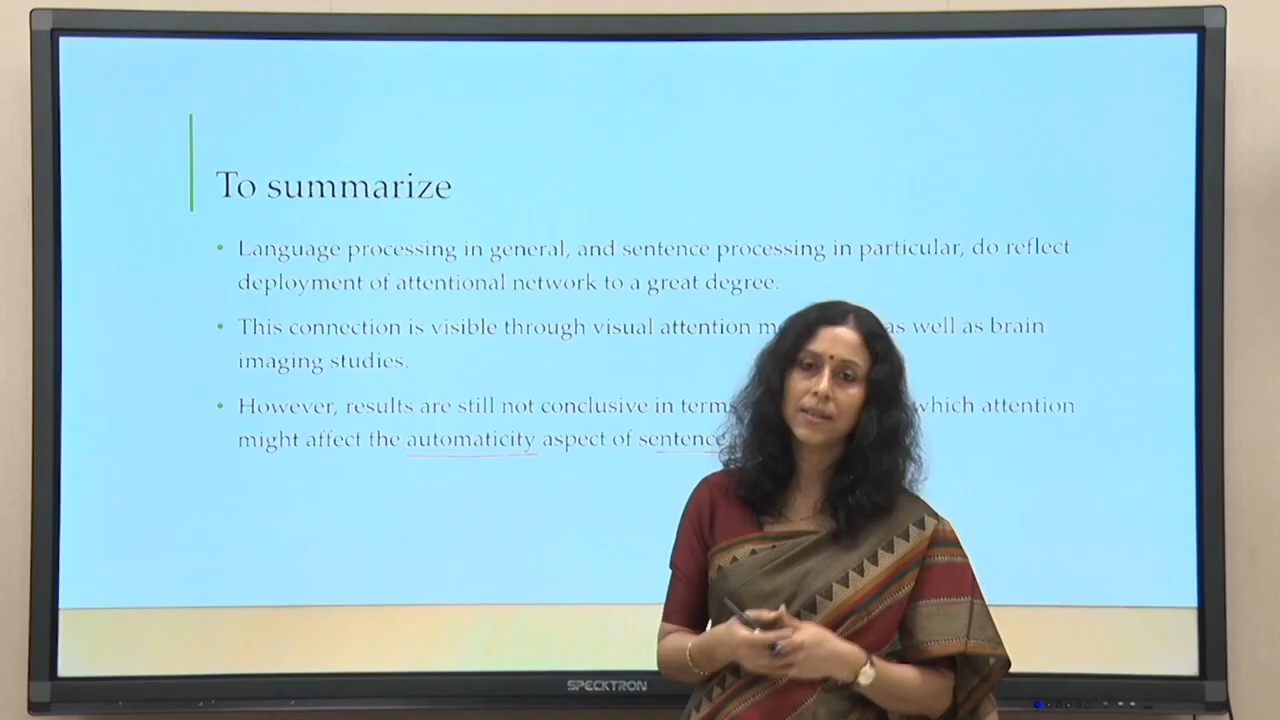 To summarize
• Language processing in general, and sentence processing in particular, do reflect
deployment of attentional network to a great degree.
• This connection is visible through visual attention as well as brain
imaging studies.
• However, results are still not conclusive in terms which attention
might affect the automaticity aspect of sentence
SPECKTRON